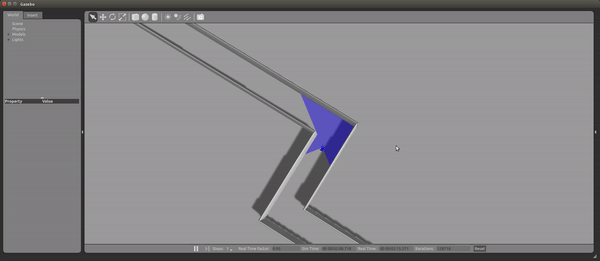 Gazebo
World
Insert
Scene
Physics
Models
Lights
Property Value
Steps: Real Time Factor: Sim Time: Real Time: Iterations: Reset